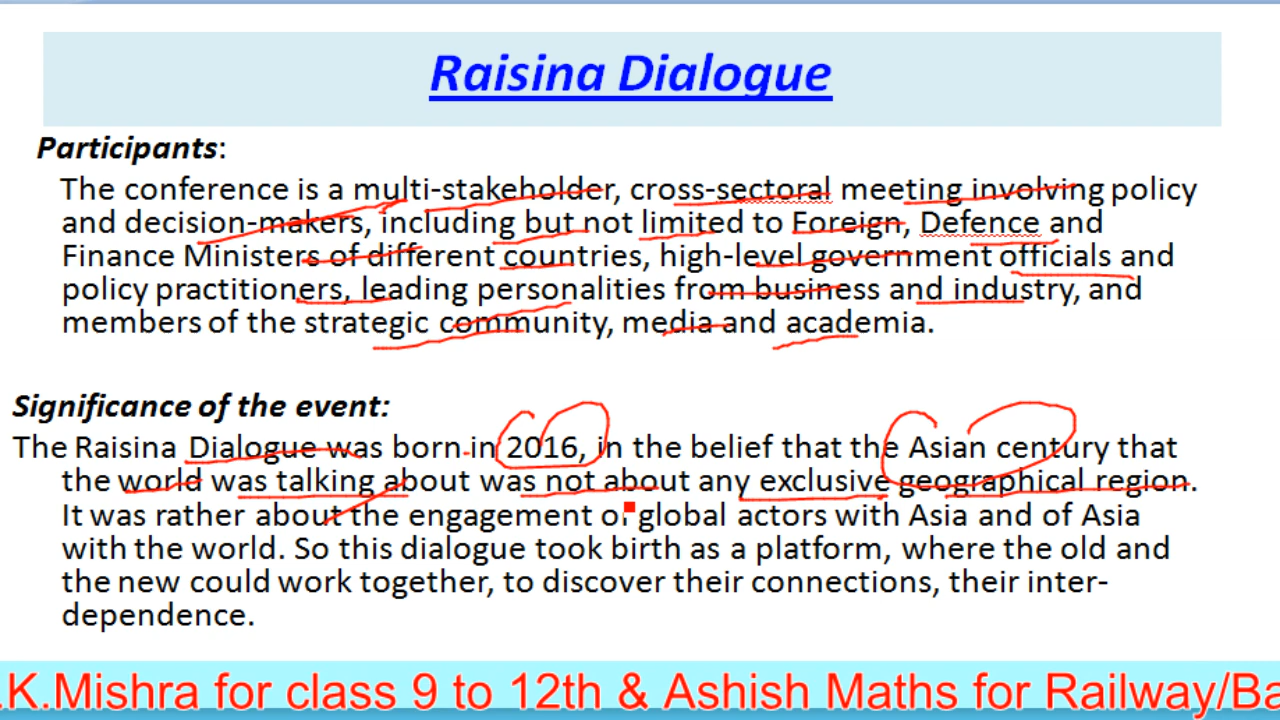 Raisina Dialogue
Participants:
The conference is a multi-stakeholder, cross-sectoral meeting involving policy
and decision-makers, including but not limited to Foreign, Defence and
Finance Ministers of different countries, high-level government officials and
policy practitioners, leading personalities from business and industry, and
members of the strategic community, media and academia.
Significance of the event:
The Raisina Dialogue was born in 2016, in the belief that the Asian century that
the world was talking about was not about any exclusive geographical region.
It was rather about the engagement of global actors with Asia and of Asia
with the world. So this dialogue took birth as a platform, where the old and
the new could work together, to discover their connections, their inter-
dependence.
.K.Mishra for class 9 to 12th & Ashish Maths for Railway/Ba